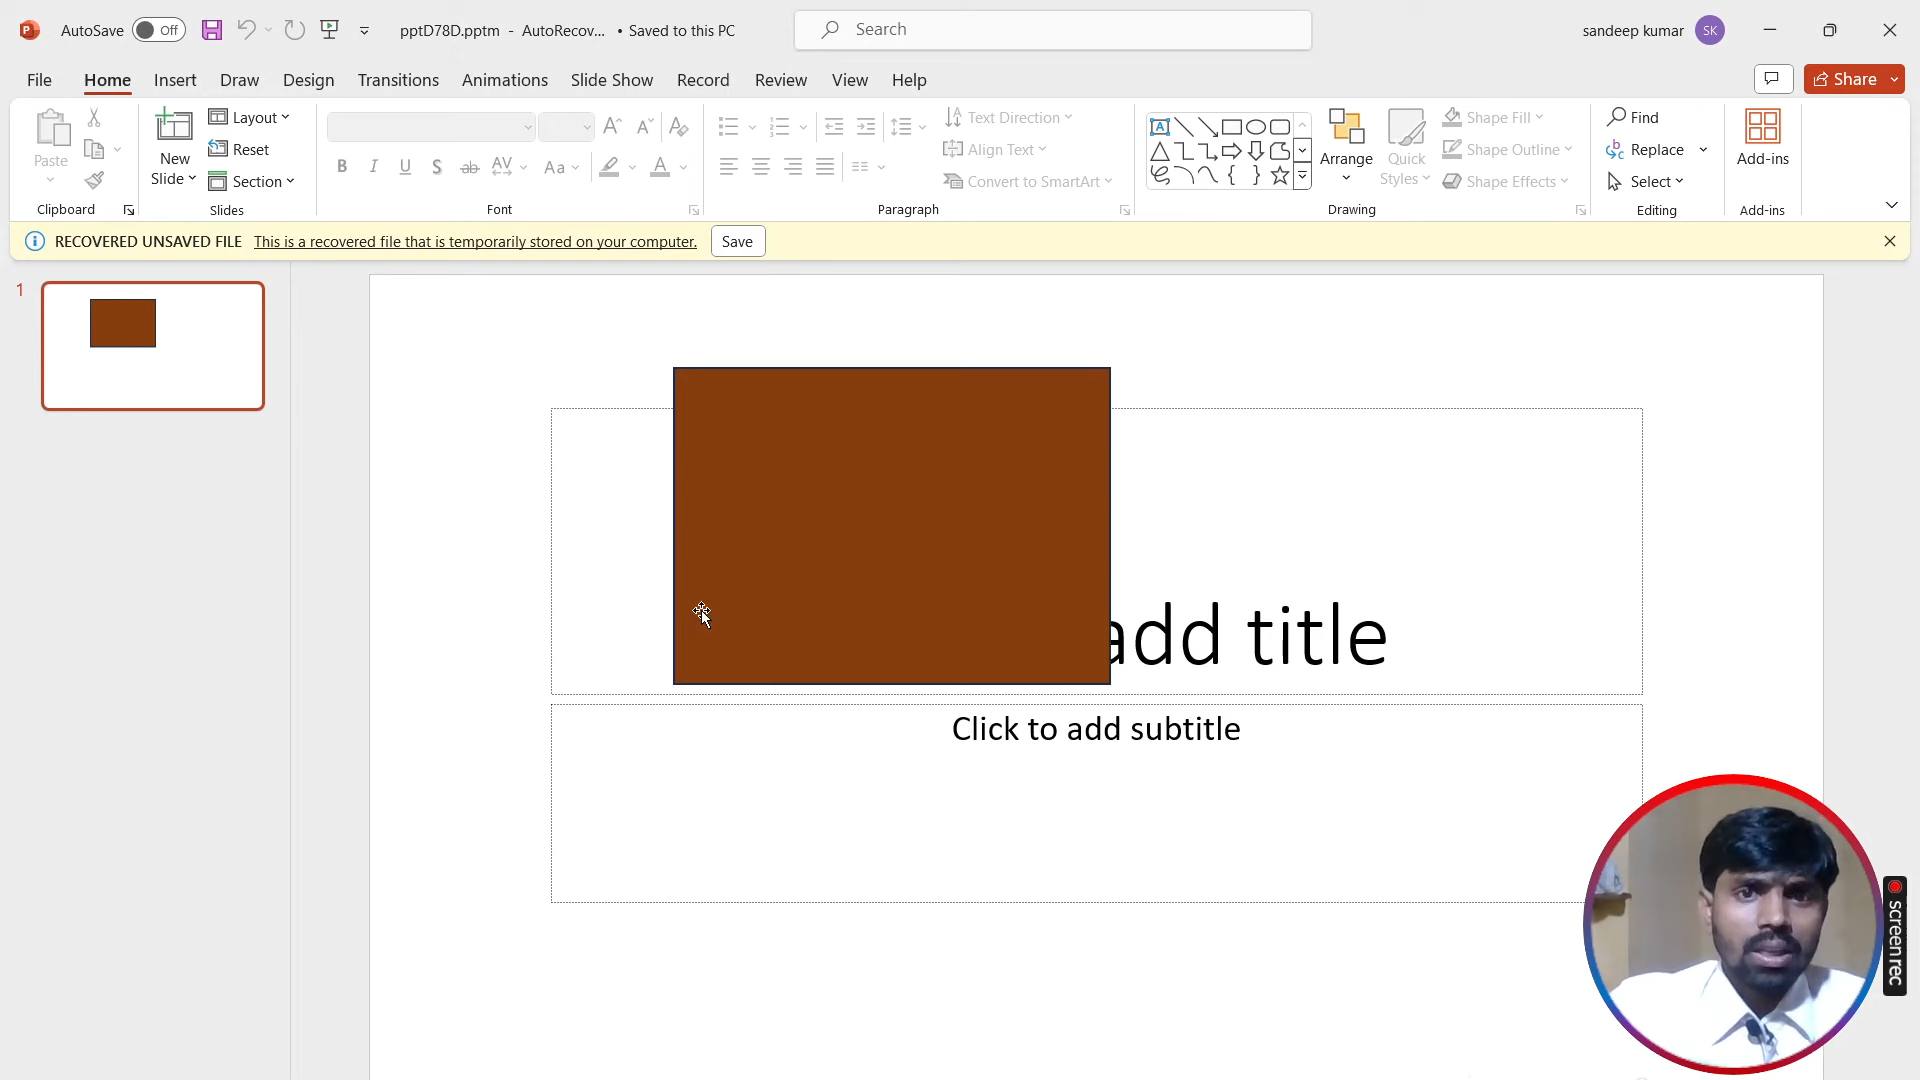 AutoSave Off pptD78D.pptm - AutoRecov... • Saved to this PC Search sandeep kumar SK
File Home Insert Draw Design Transitions Animations Slide Show Record Review View Help Share
Paste
Clipboard
New Slide
Layout
Reset
Section
Slides
Font
Text Direction
Align Text
Convert to SmartArt
Paragraph
Arrange
Quick Styles
Shape Fill
Shape Outline
Shape Effects
Drawing
Find
Replace
Select
Editing
Add-ins
Add-ins
RECOVERED UNSAVED FILE This is a recovered file that is temporarily stored on your computer. Save
1
add title
Click to add subtitle
screenrec